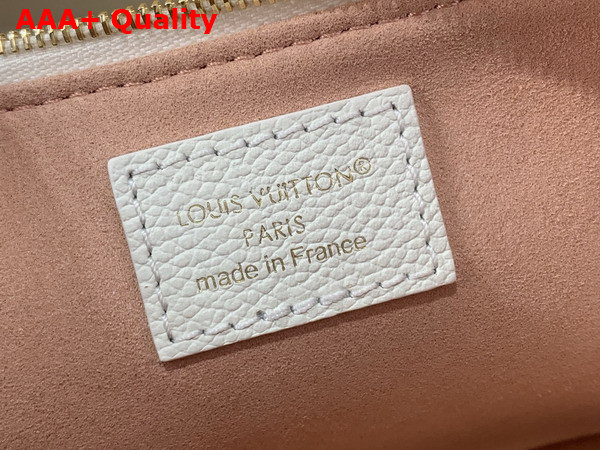 AAA+ Quality
LOUIS VUITTON®
PARIS
made in France